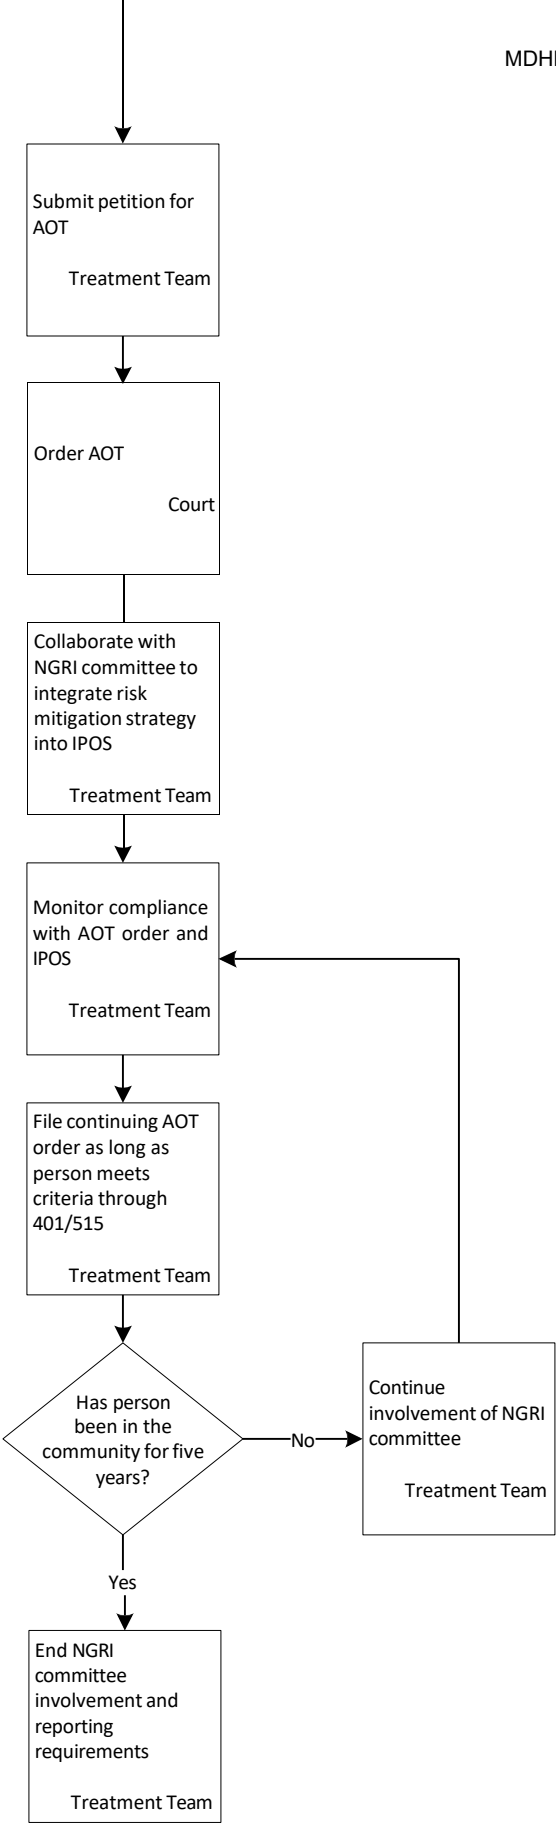 MDH
Submit petition for
AOT
Treatment Team
Order AOT
Court
Collaborate with
NGRI committee to
integrate risk
mitigation strategy
into IPOS
Treatment Team
Monitor compliance
with AOT order and
IPOS
Treatment Team
File continuing AOT
order as long as
person meets
criteria through
401/515
Treatment Team
Has person
been in the
community for five
years?
No
Continue
involvement of NGRI
committee
Treatment Team
Yes
End NGRI
committee
involvement and
reporting
requirements
Treatment Team